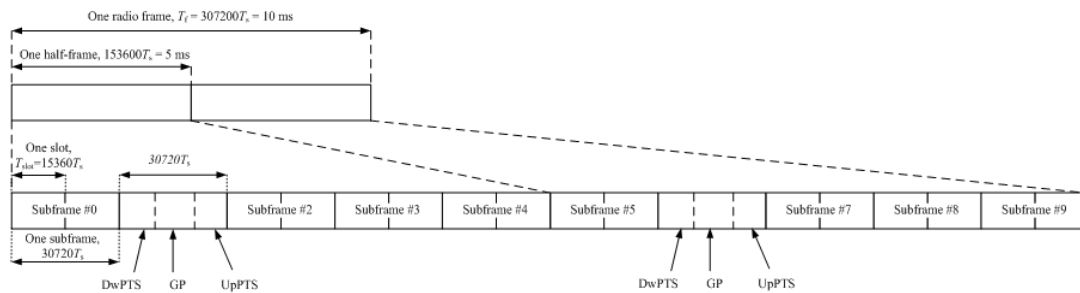 One radio frame, Tf = 307200Ts = 10 ms
One half-frame, 153600Ts = 5 ms
One slot,
Tslot=15360Ts
30720Ts
Subframe #0
Subframe #2
Subframe #3
Subframe #4
Subframe #5
Subframe #7
Subframe #8
Subframe #9
One subframe,
30720Ts
DwPTS
GP
UpPTS
DwPTS
GP
UpPTS